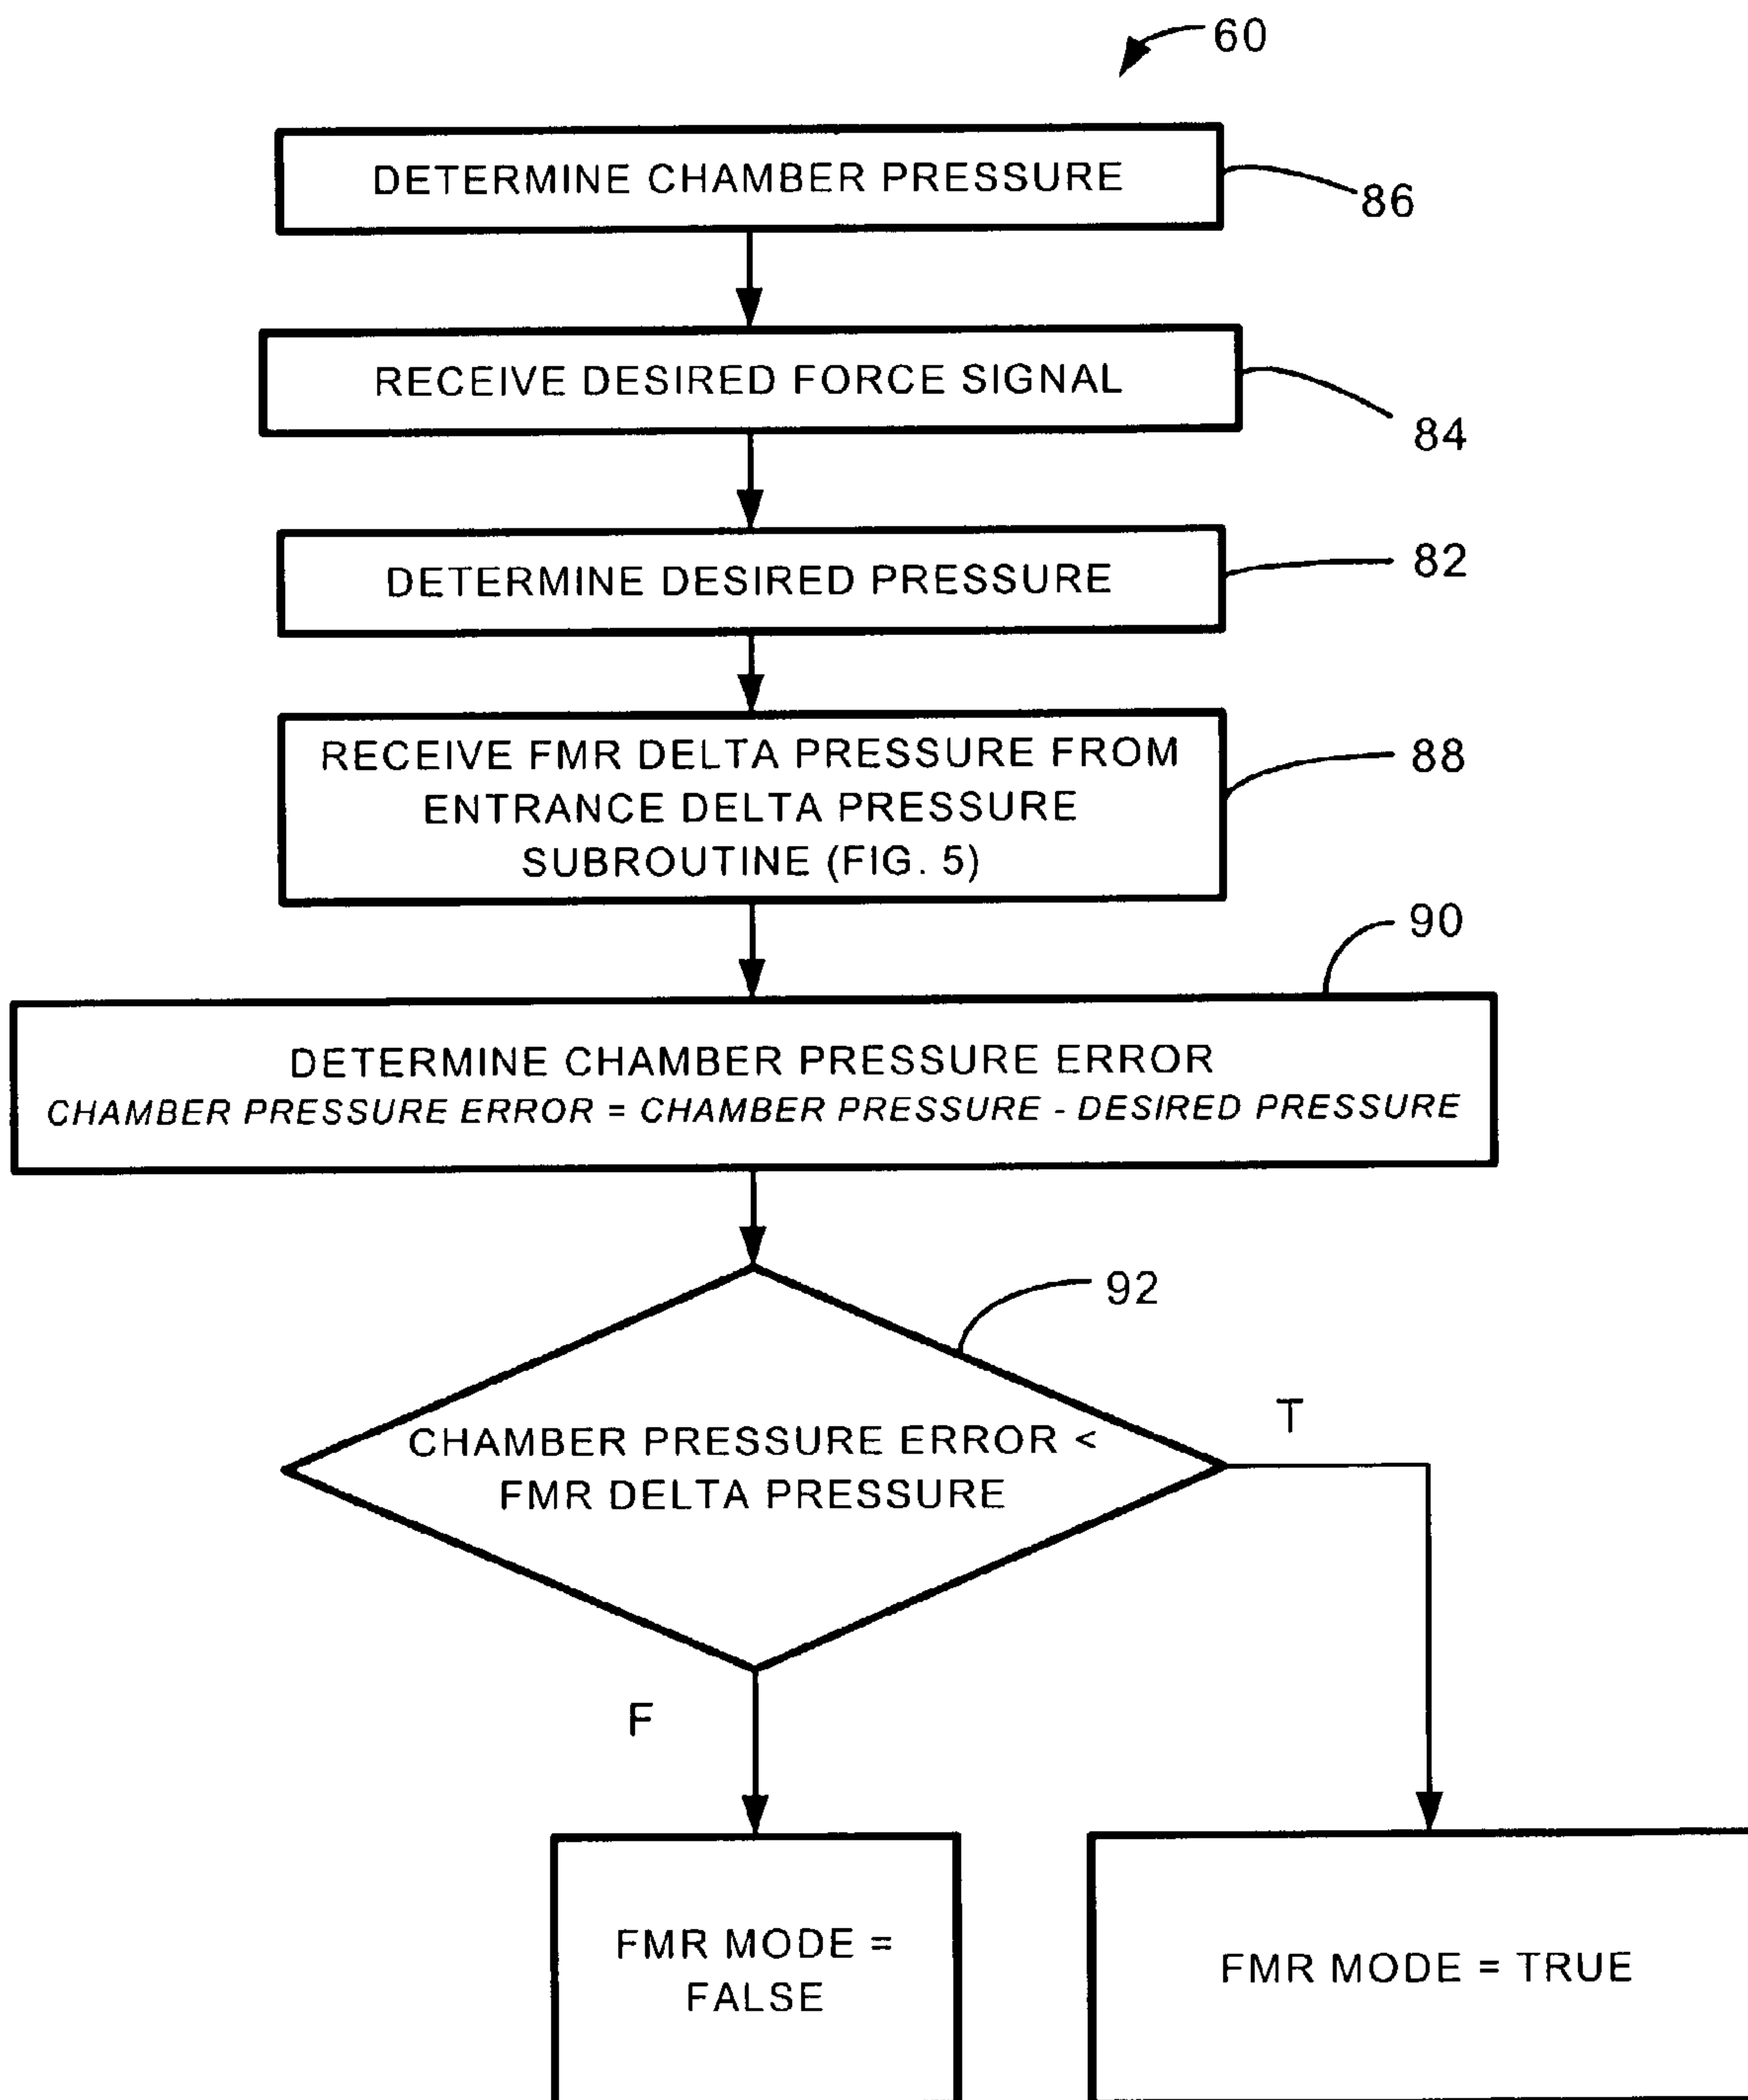 60
DETERMINE CHAMBER PRESSURE
86
RECEIVE DESIRED FORCE SIGNAL
84
DETERMINE DESIRED PRESSURE
82
RECEIVE FMR DELTA PRESSURE FROM
ENTRANCE DELTA PRESSURE
SUBROUTINE (FIG. 5)
88
90
DETERMINE CHAMBER PRESSURE ERROR
CHAMBER PRESSURE ERROR = CHAMBER PRESSURE - DESIRED PRESSURE
92
CHAMBER PRESSURE ERROR <
FMR DELTA PRESSURE
T
F
FMR MODE =
FALSE
FMR MODE = TRUE